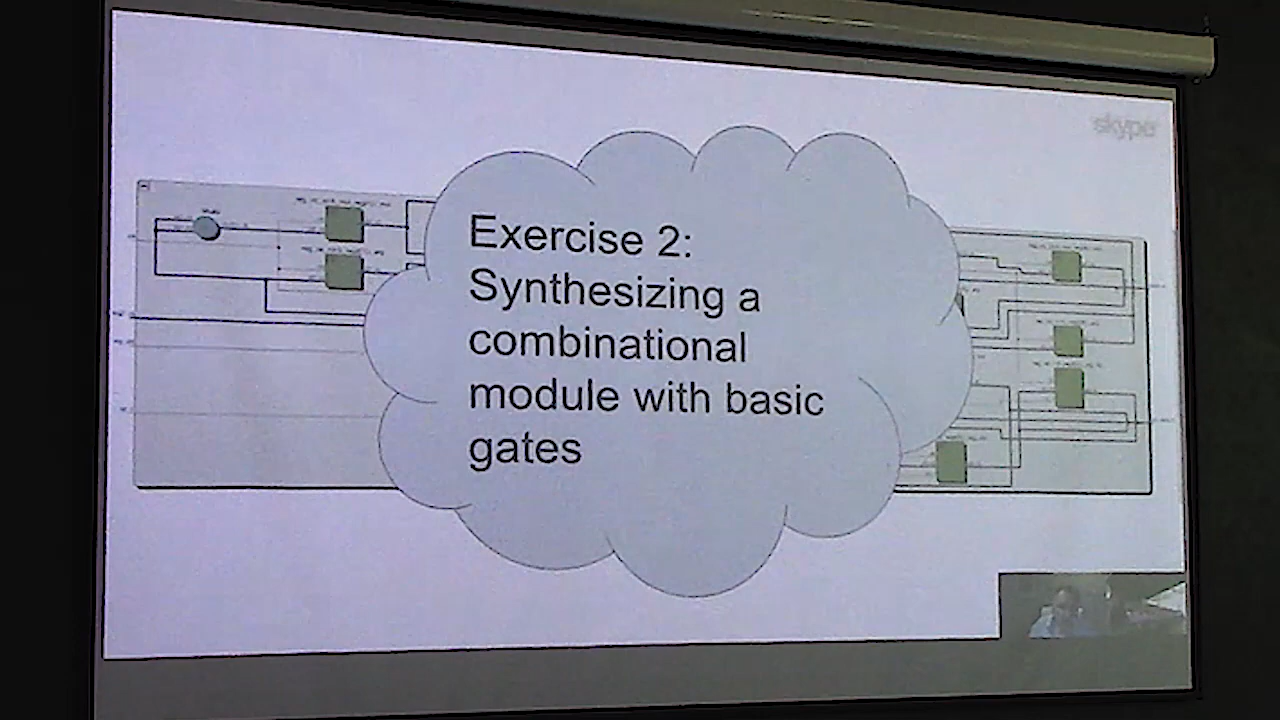 skype
Exercise 2:
Synthesizing a
combinational
module with basic
gates